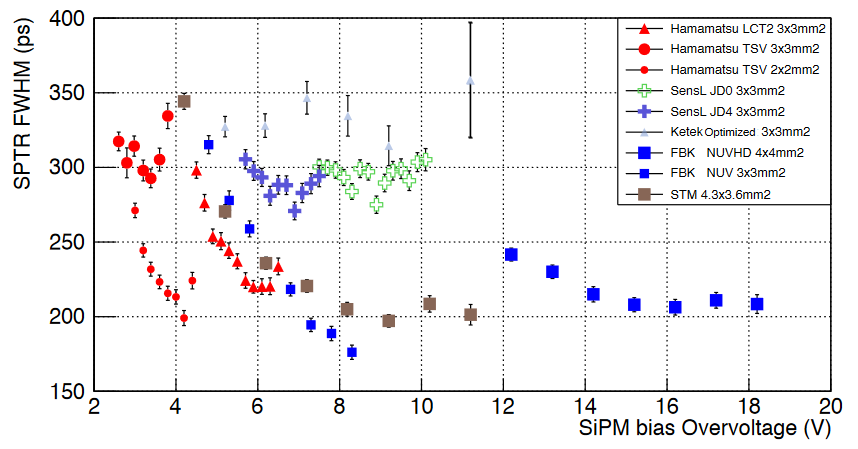 SPTR FWHM (ps)
400
350
300
250
200
150
2 4 6 8 10 12 14 16 18 20
SiPM bias Overvoltage (V)
Hamamatsu LCT2 3x3mm2
Hamamatsu TSV 3x3mm2
Hamamatsu TSV 2x2mm2
SensL JD0 3x3mm2
SensL JD4 3x3mm2
Ketek Optimized 3x3mm2
FBK NUVHD 4x4mm2
FBK NUV 3x3mm2
STM 4.3x3.6mm2